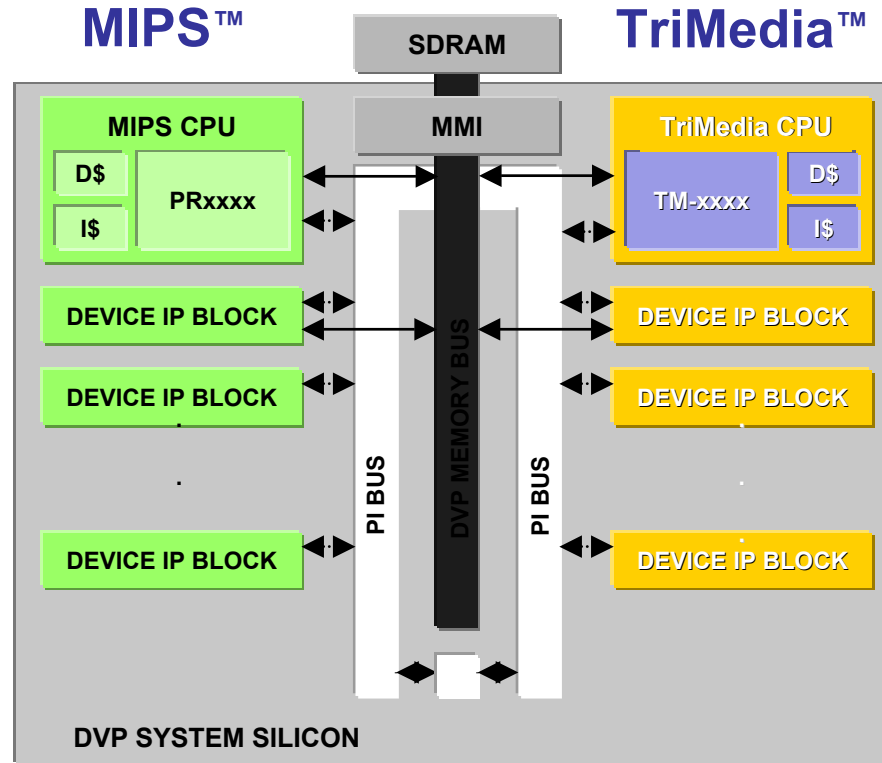 MIPS™
TriMedia™
SDRAM
MMI
MIPS CPU
D$
I$
PRxxxx
TriMedia CPU
TM-xxxx
D$
I$
DEVICE IP BLOCK
DEVICE IP BLOCK
DEVICE IP BLOCK
DEVICE IP BLOCK
DEVICE IP BLOCK
DEVICE IP BLOCK
PI BUS
DVP MEMORY BUS
PI BUS
DVP SYSTEM SILICON